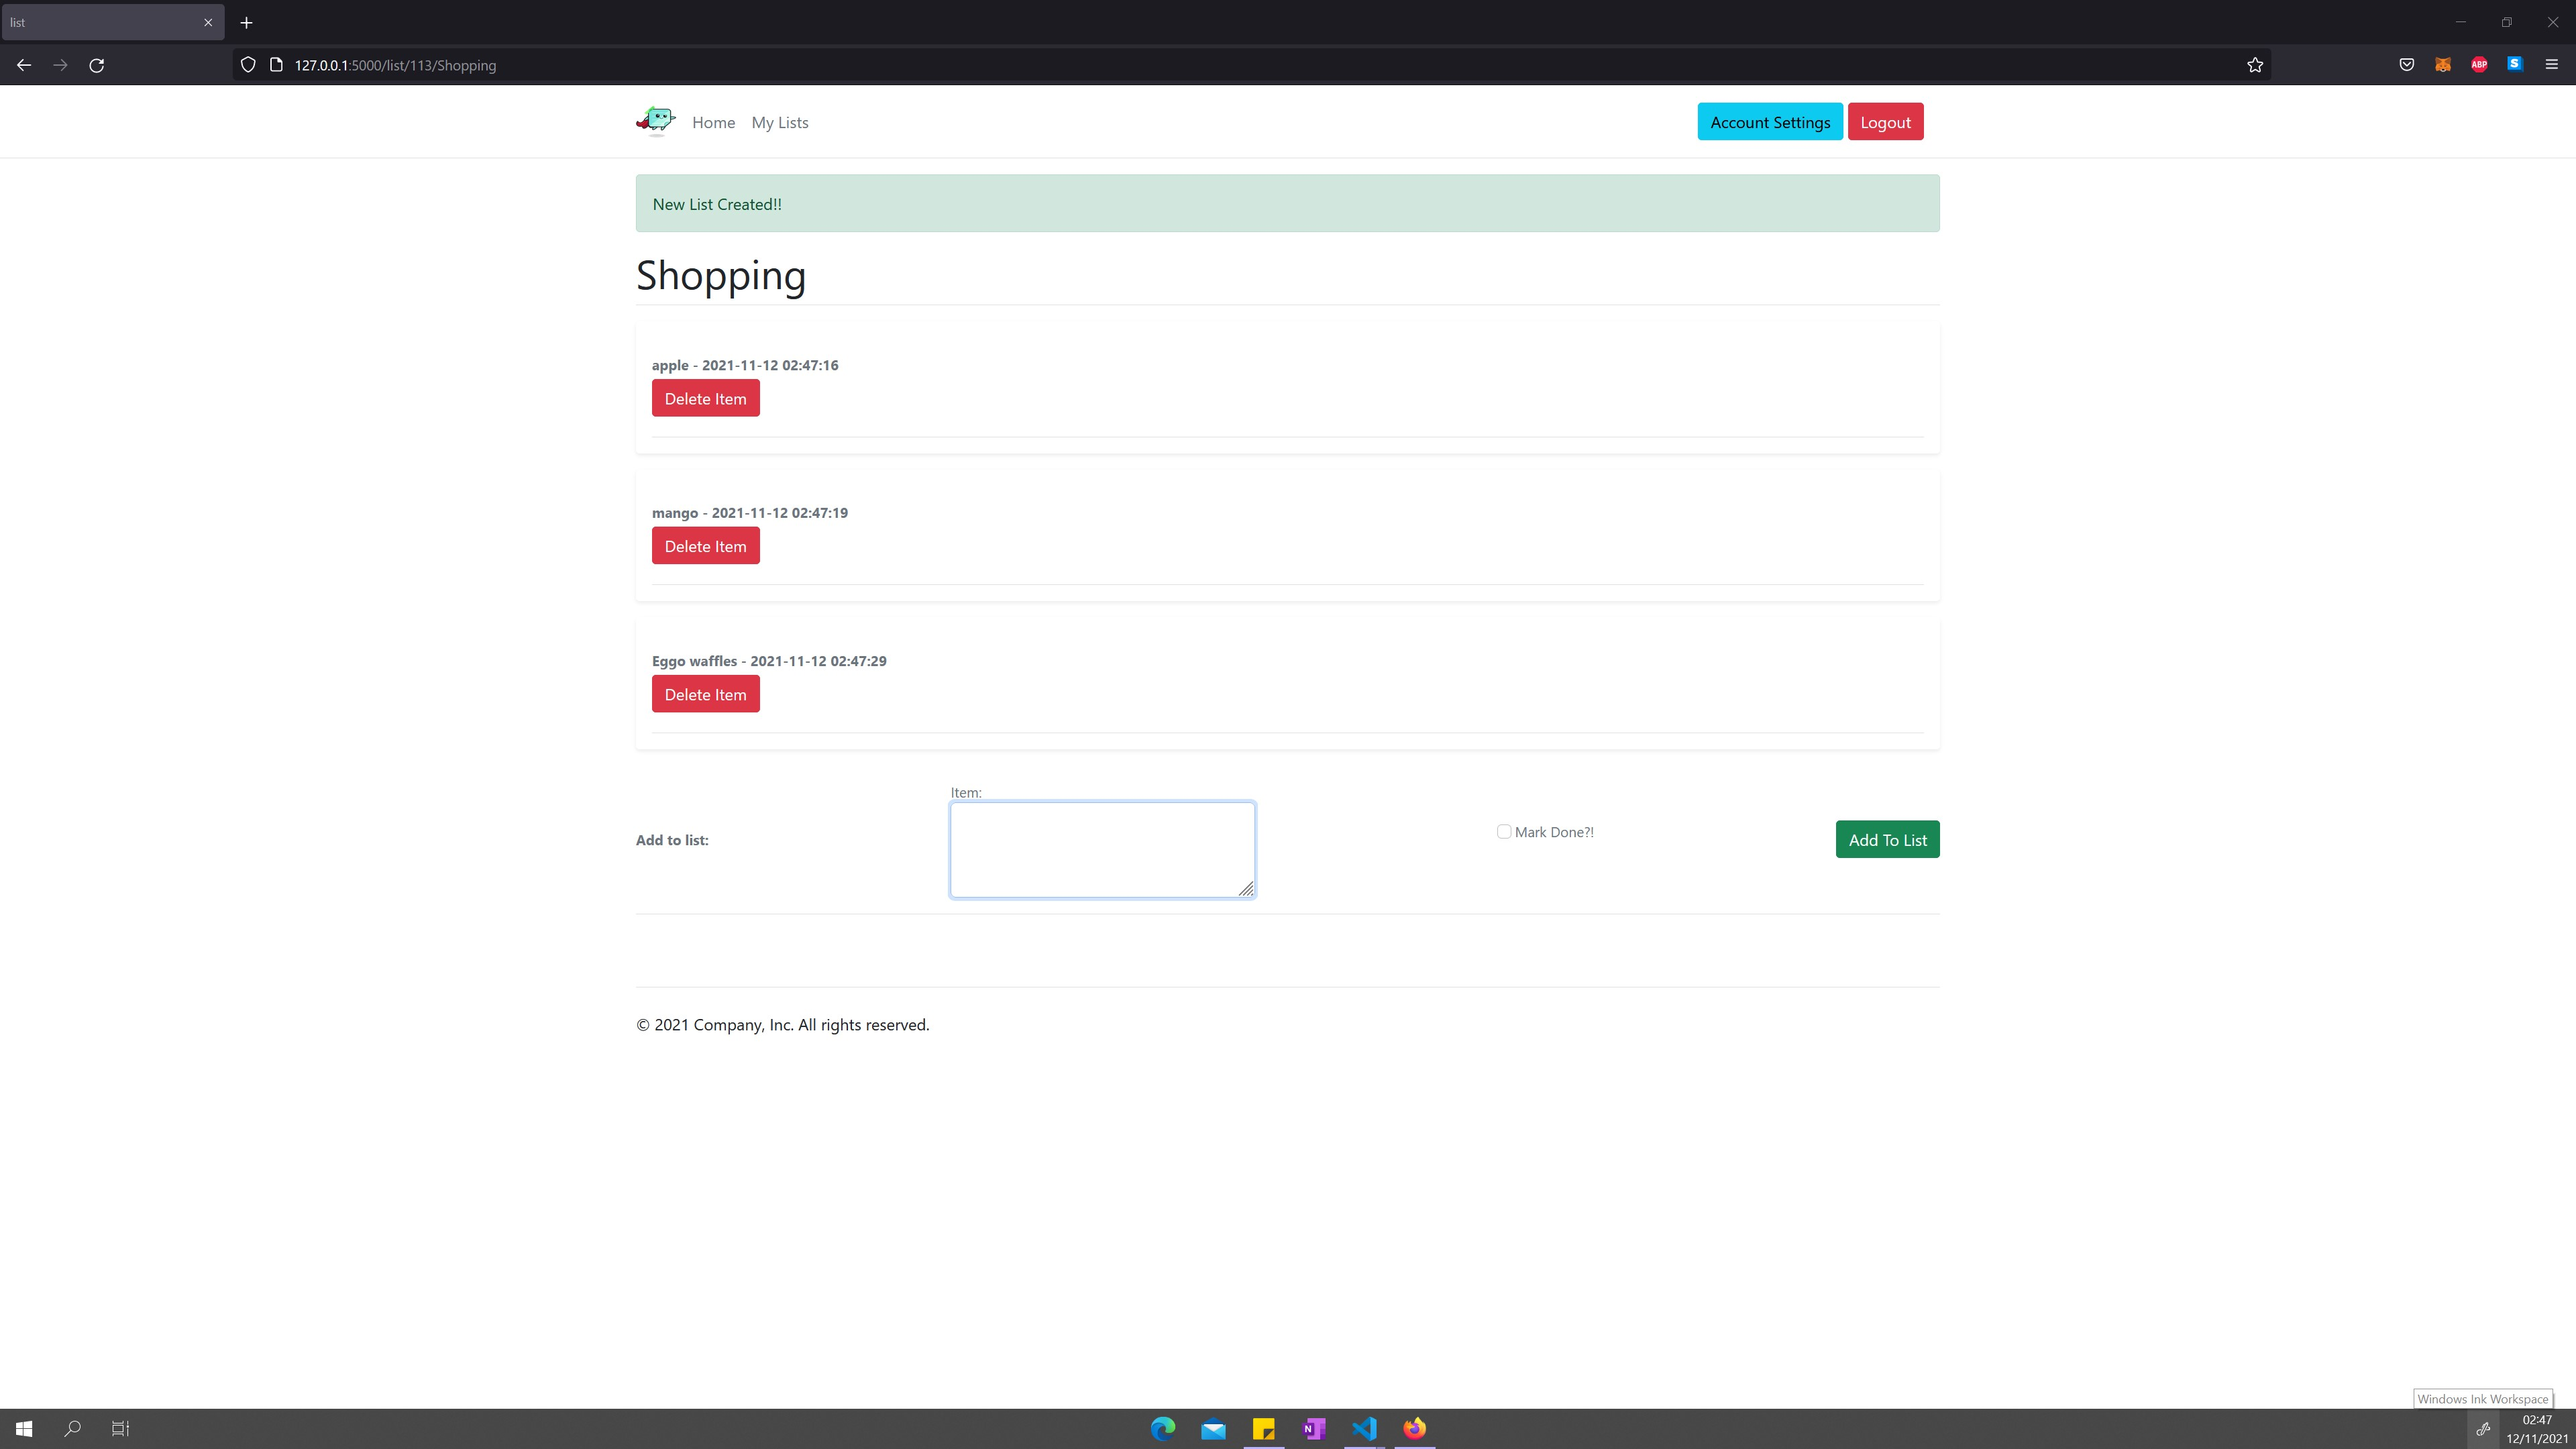 list
127.0.0.1:5000/list/113/Shopping
ABP
S
Home My Lists Account Settings Logout
New List Created!!
Shopping
apple - 2021-11-12 02:47:16
Delete Item
mango - 2021-11-12 02:47:19
Delete Item
Eggo waffles - 2021-11-12 02:47:29
Delete Item
Item:
Add to list:
Mark Done?!
Add To List
© 2021 Company, Inc. All rights reserved.
Windows Ink Workspace
N
02:47
12/11/2021